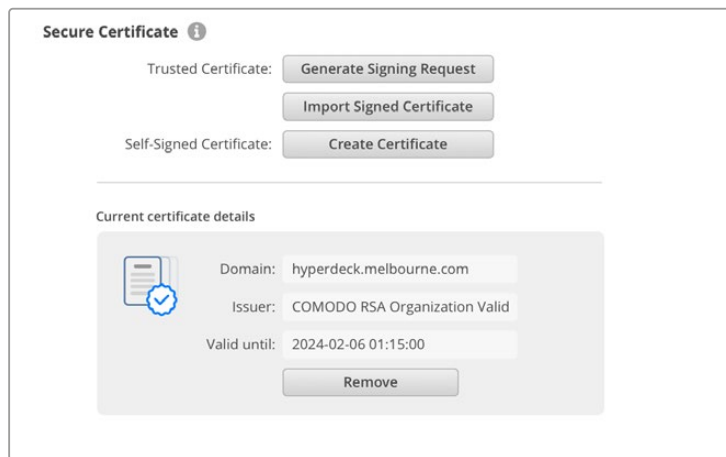 Secure Certificate
Trusted Certificate: Generate Signing Request
Import Signed Certificate
Self-Signed Certificate: Create Certificate
Current certificate details
Domain: hyperdeck.melbourne.com
Issuer: COMODO RSA Organization Valid
Valid until: 2024-02-06 01:15:00
Remove